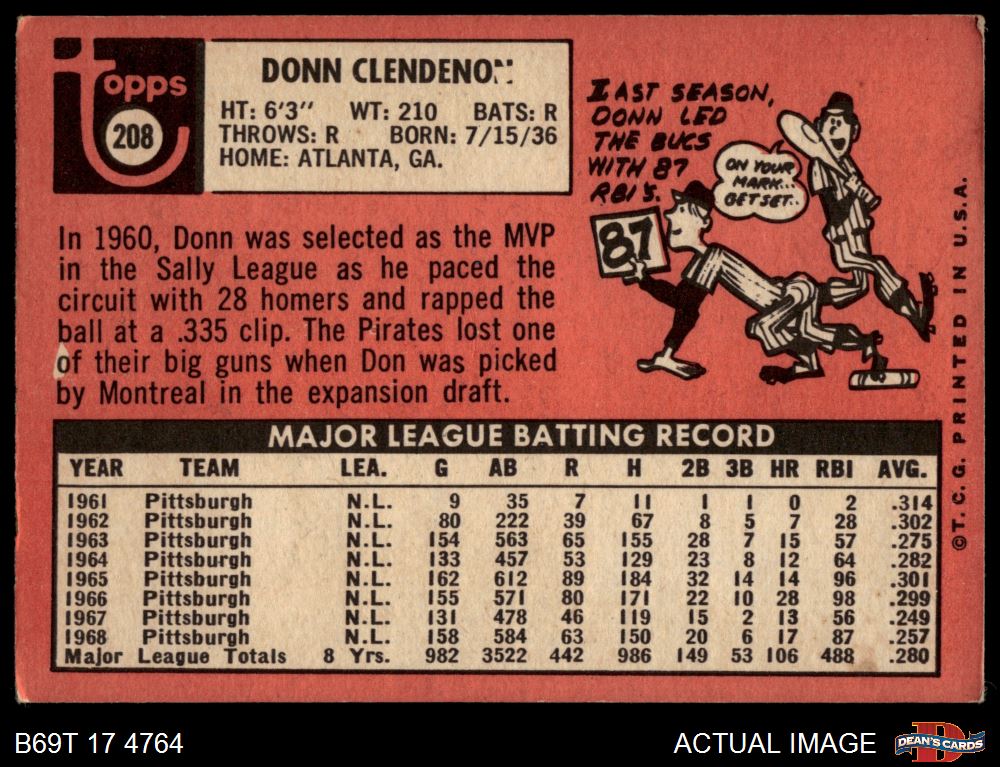 Topps
208
DONN CLENDENON
HT: 6'3" WT: 210 BATS: R
THROWS: R BORN: 7/15/36
HOME: ATLANTA, GA.
LAST SEASON,
DONN LED
THE BUCS
WITH 87
RBI'S.
ON YOUR
MARK...
GET SET..
87
In 1960, Donn was selected as the MVP
in the Sally League as he paced the
circuit with 28 homers and rapped the
ball at a .335 clip. The Pirates lost one
of their big guns when Don was picked
by Montreal in the expansion draft.
MAJOR LEAGUE BATTING RECORD
YEAR TEAM LEA. G AB R H 2B 3B HR RBI AVG.
1961 Pittsburgh N.L. 9 35 7 11 1 1 0 2 .314
1962 Pittsburgh N.L. 80 222 39 67 8 5 7 28 .302
1963 Pittsburgh N.L. 154 563 65 155 28 7 15 57 .275
1964 Pittsburgh N.L. 133 457 53 129 23 8 12 64 .282
1965 Pittsburgh N.L. 162 612 89 184 32 14 14 96 .301
1966 Pittsburgh N.L. 155 571 80 171 22 10 28 98 .299
1967 Pittsburgh N.L. 131 478 46 119 15 2 13 56 .249
1968 Pittsburgh N.L. 158 584 63 150 20 6 17 87 .257
Major League Totals 8 Yrs. 982 3522 442 986 149 53 106 488 .280
©T.C.G. PRINTED IN U.S.A.
B69T 17 4764
ACTUAL IMAGE
D
DEAN'S CARDS